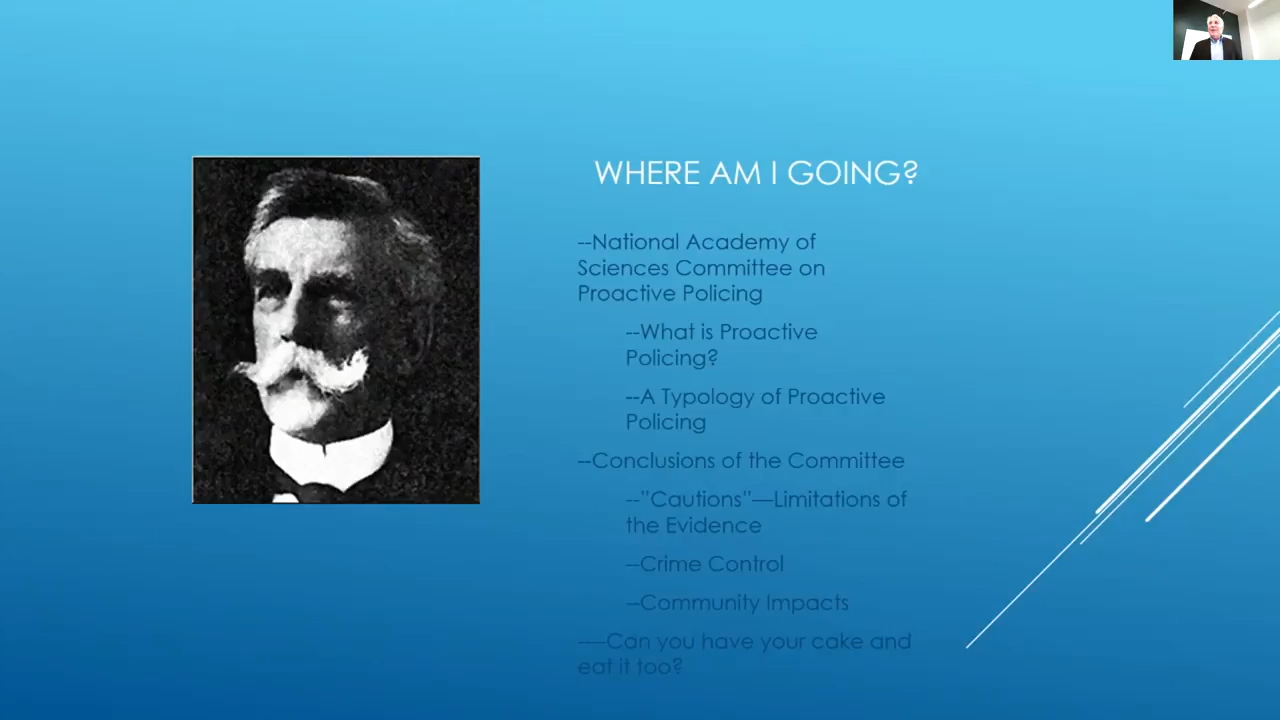 WHERE AM I GOING?
--National Academy of
Sciences Committee on
Proactive Policing
--What is Proactive
Policing?
--A Typology of Proactive
Policing
--Conclusions of the Committee
--"Cautions"—Limitations of
the Evidence
--Crime Control
--Community Impacts
---Can you have your cake and
eat it too?